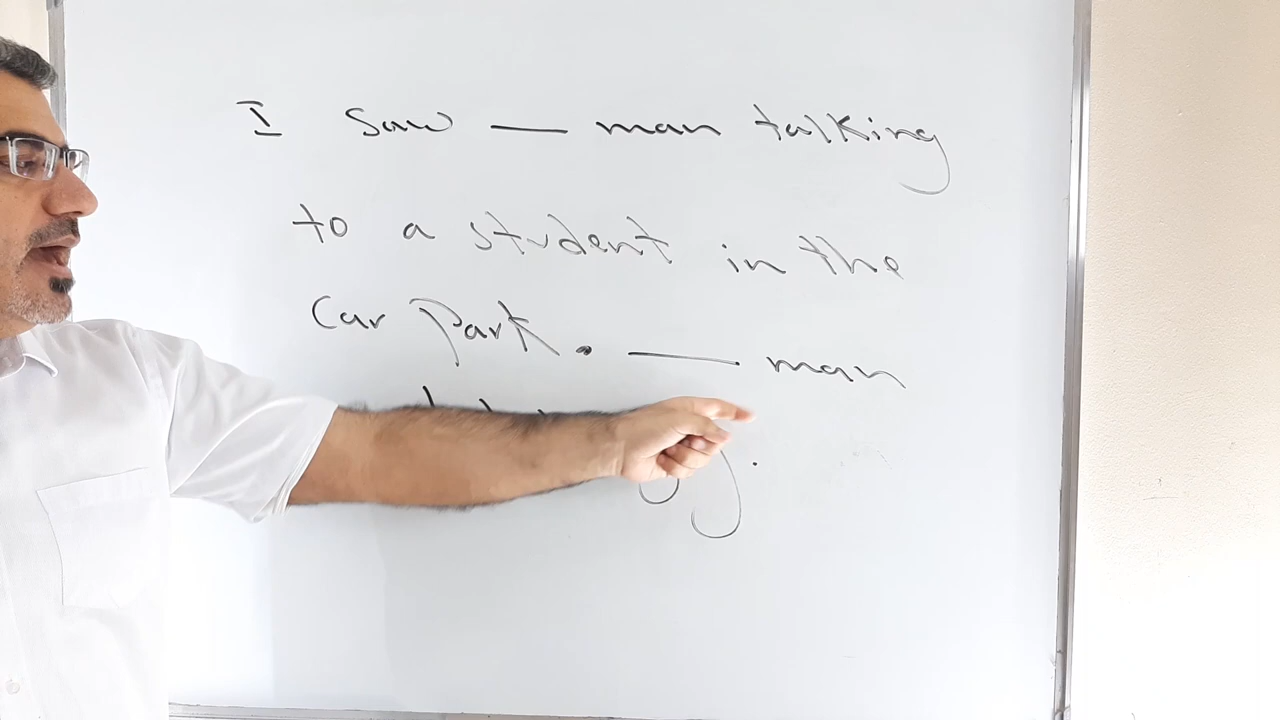 I saw — man talking
to a student in the
Car Park. — man